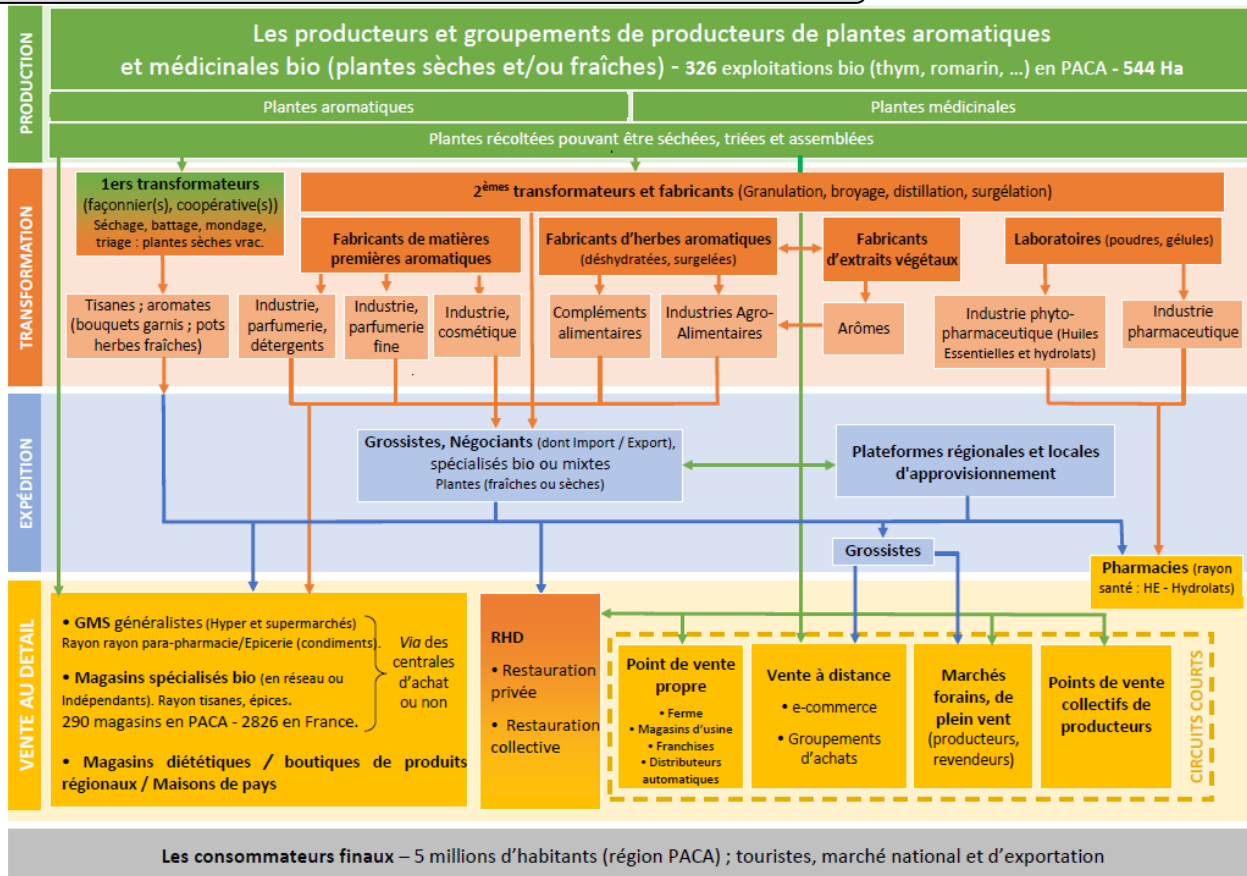 PRODUCTION
Les producteurs et groupements de producteurs de plantes aromatiques
et médicinales bio (plantes sèches et/ou fraîches) - 326 exploitations bio (thym, romarin, ...) en PACA - 544 Ha
Plantes aromatiques
Plantes médicinales
Plantes récoltées pouvant être séchées, triées et assemblées
TRANSFORMATION
1ers transformateurs
(façonnier(s), coopérative(s))
Séchage, battage, mondage,
triage : plantes sèches vrac.
2èmes transformateurs et fabricants (Granulation, broyage, distillation, surgélation)
Fabricants de matières
premières aromatiques
Fabricants d'herbes aromatiques
(déshydratées, surgelées)
Fabricants
d'extraits végétaux
Laboratoires (poudres, gélules)
Tisanes ; aromates
(bouquets garnis ; pots
herbes fraîches)
Industrie,
parfumerie,
détergents
Industrie,
parfumerie
fine
Industrie,
cosmétique
Compléments
alimentaires
Industries Agro-
Alimentaires
Arômes
Industrie phyto-
pharmaceutique (Huiles
Essentielles et hydrolats)
Industrie
pharmaceutique
EXPÉDITION
Grossistes, Négociants (dont Import / Export),
spécialisés bio ou mixtes
Plantes (fraîches ou sèches)
Plateformes régionales et locales
d'approvisionnement
Grossistes
Pharmacies (rayon
santé : HE - Hydrolats)
VENTE AU DETAIL
• GMS généralistes (Hyper et supermarchés)
Rayon rayon para-pharmacie/Epicerie (condiments).
• Magasins spécialisés bio (en réseau ou
Indépendants). Rayon tisanes, épices.
290 magasins en PACA - 2826 en France.
• Magasins diététiques / boutiques de produits
régionaux / Maisons de pays
Via des
centrales
d'achat
ou non
RHD
• Restauration
privée
• Restauration
collective
Point de vente
propre
• Ferme
• Magasins d'usine
• Franchises
• Distributeurs
automatiques
Vente à distance
• e-commerce
• Groupements
d'achats
Marchés
forains, de
plein vent
(producteurs,
revendeurs)
Points de vente
collectifs de
producteurs
CIRCUITS COURTS
Les consommateurs finaux – 5 millions d'habitants (région PACA) ; touristes, marché national et d'exportation